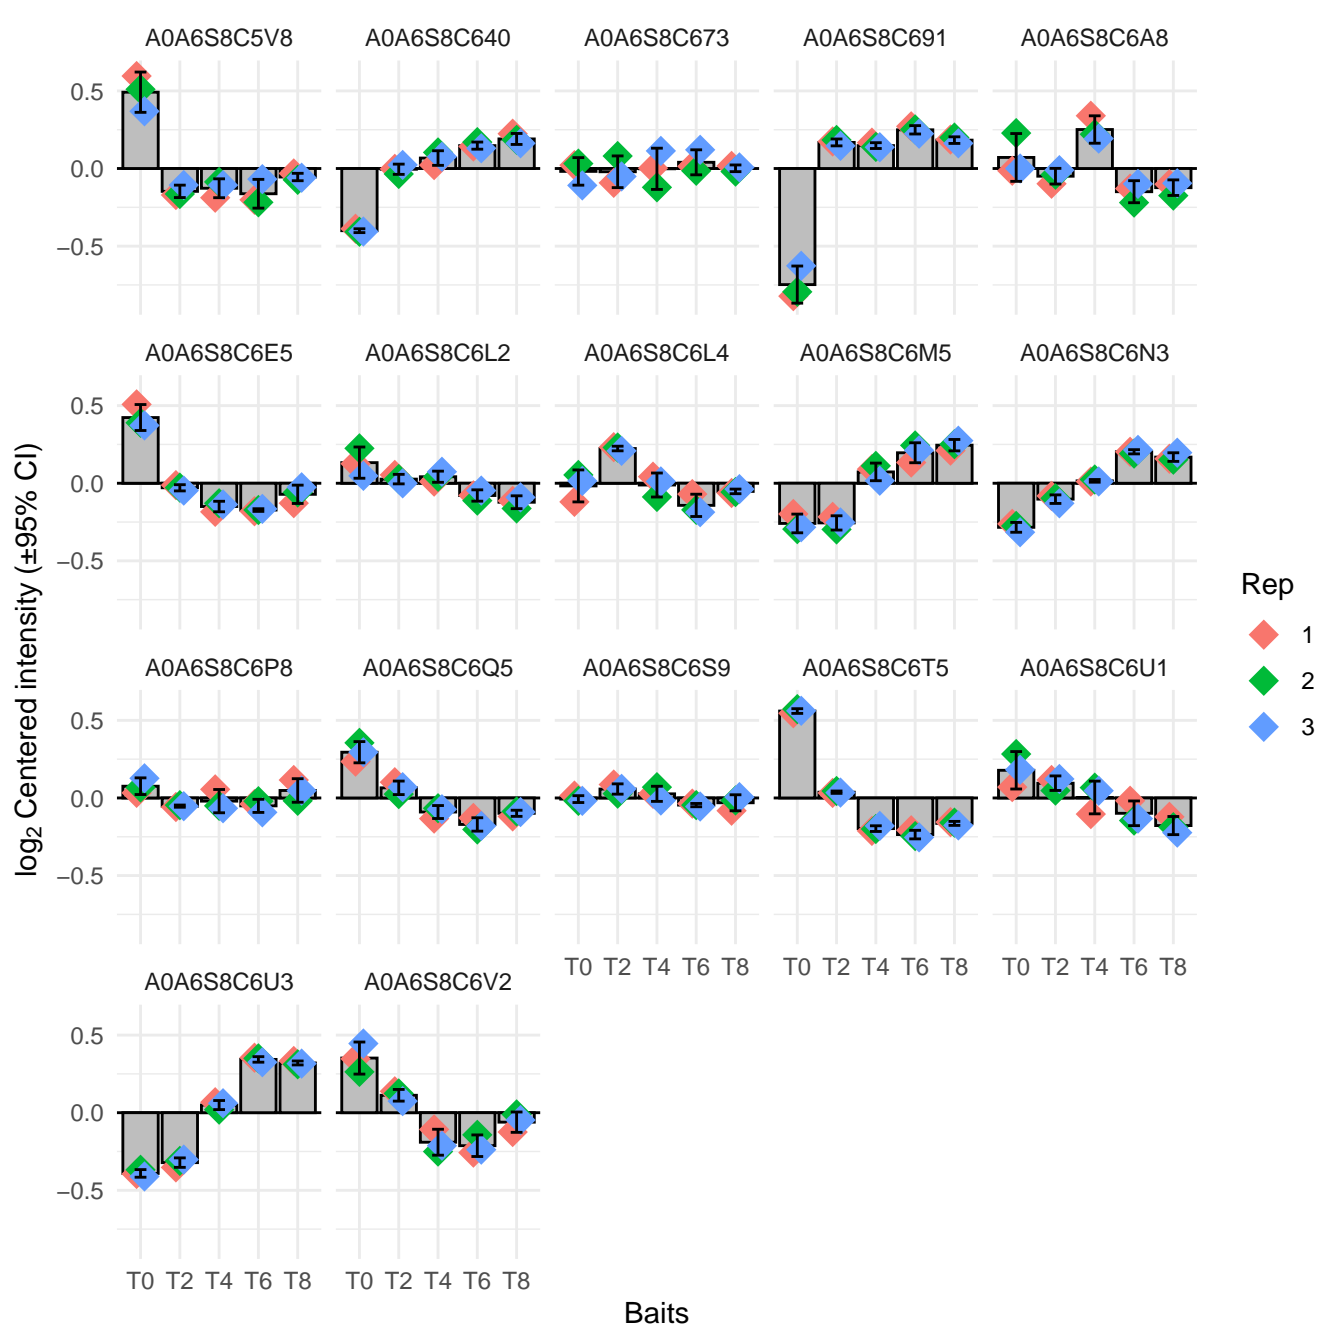 A0A6S8C5V8 A0A6S8C640 A0A6S8C673 A0A6S8C691 A0A6S8C6A8
0.5
0.0
−0.5
A0A6S8C6E5 A0A6S8C6L2 A0A6S8C6L4 A0A6S8C6M5 A0A6S8C6N3
0.5
0.0
−0.5
A0A6S8C6P8 A0A6S8C6Q5 A0A6S8C6S9 A0A6S8C6T5 A0A6S8C6U1
0.5
0.0
−0.5
T0 T2 T4 T6 T8 T0 T2 T4 T6 T8 T0 T2 T4 T6 T8
A0A6S8C6U3 A0A6S8C6V2
0.5
0.0
−0.5
T0 T2 T4 T6 T8 T0 T2 T4 T6 T8
Baits
log2 Centered intensity (±95% CI)
Rep
1
2
3